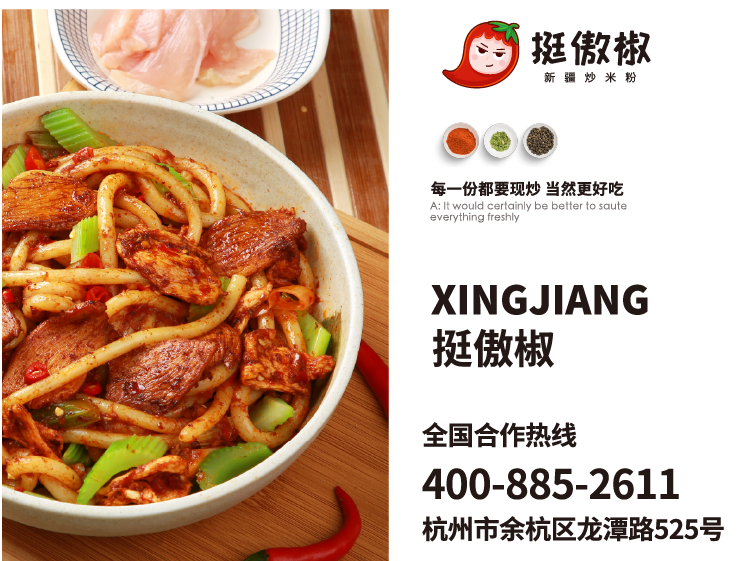 挺傲椒
新疆炒米粉
每一份都要现炒 当然更好吃
A: It would certainly be better to saute
everything freshly
XINGJIANG
挺傲椒
全国合作热线
400-885-2611
杭州市余杭区龙潭路525号